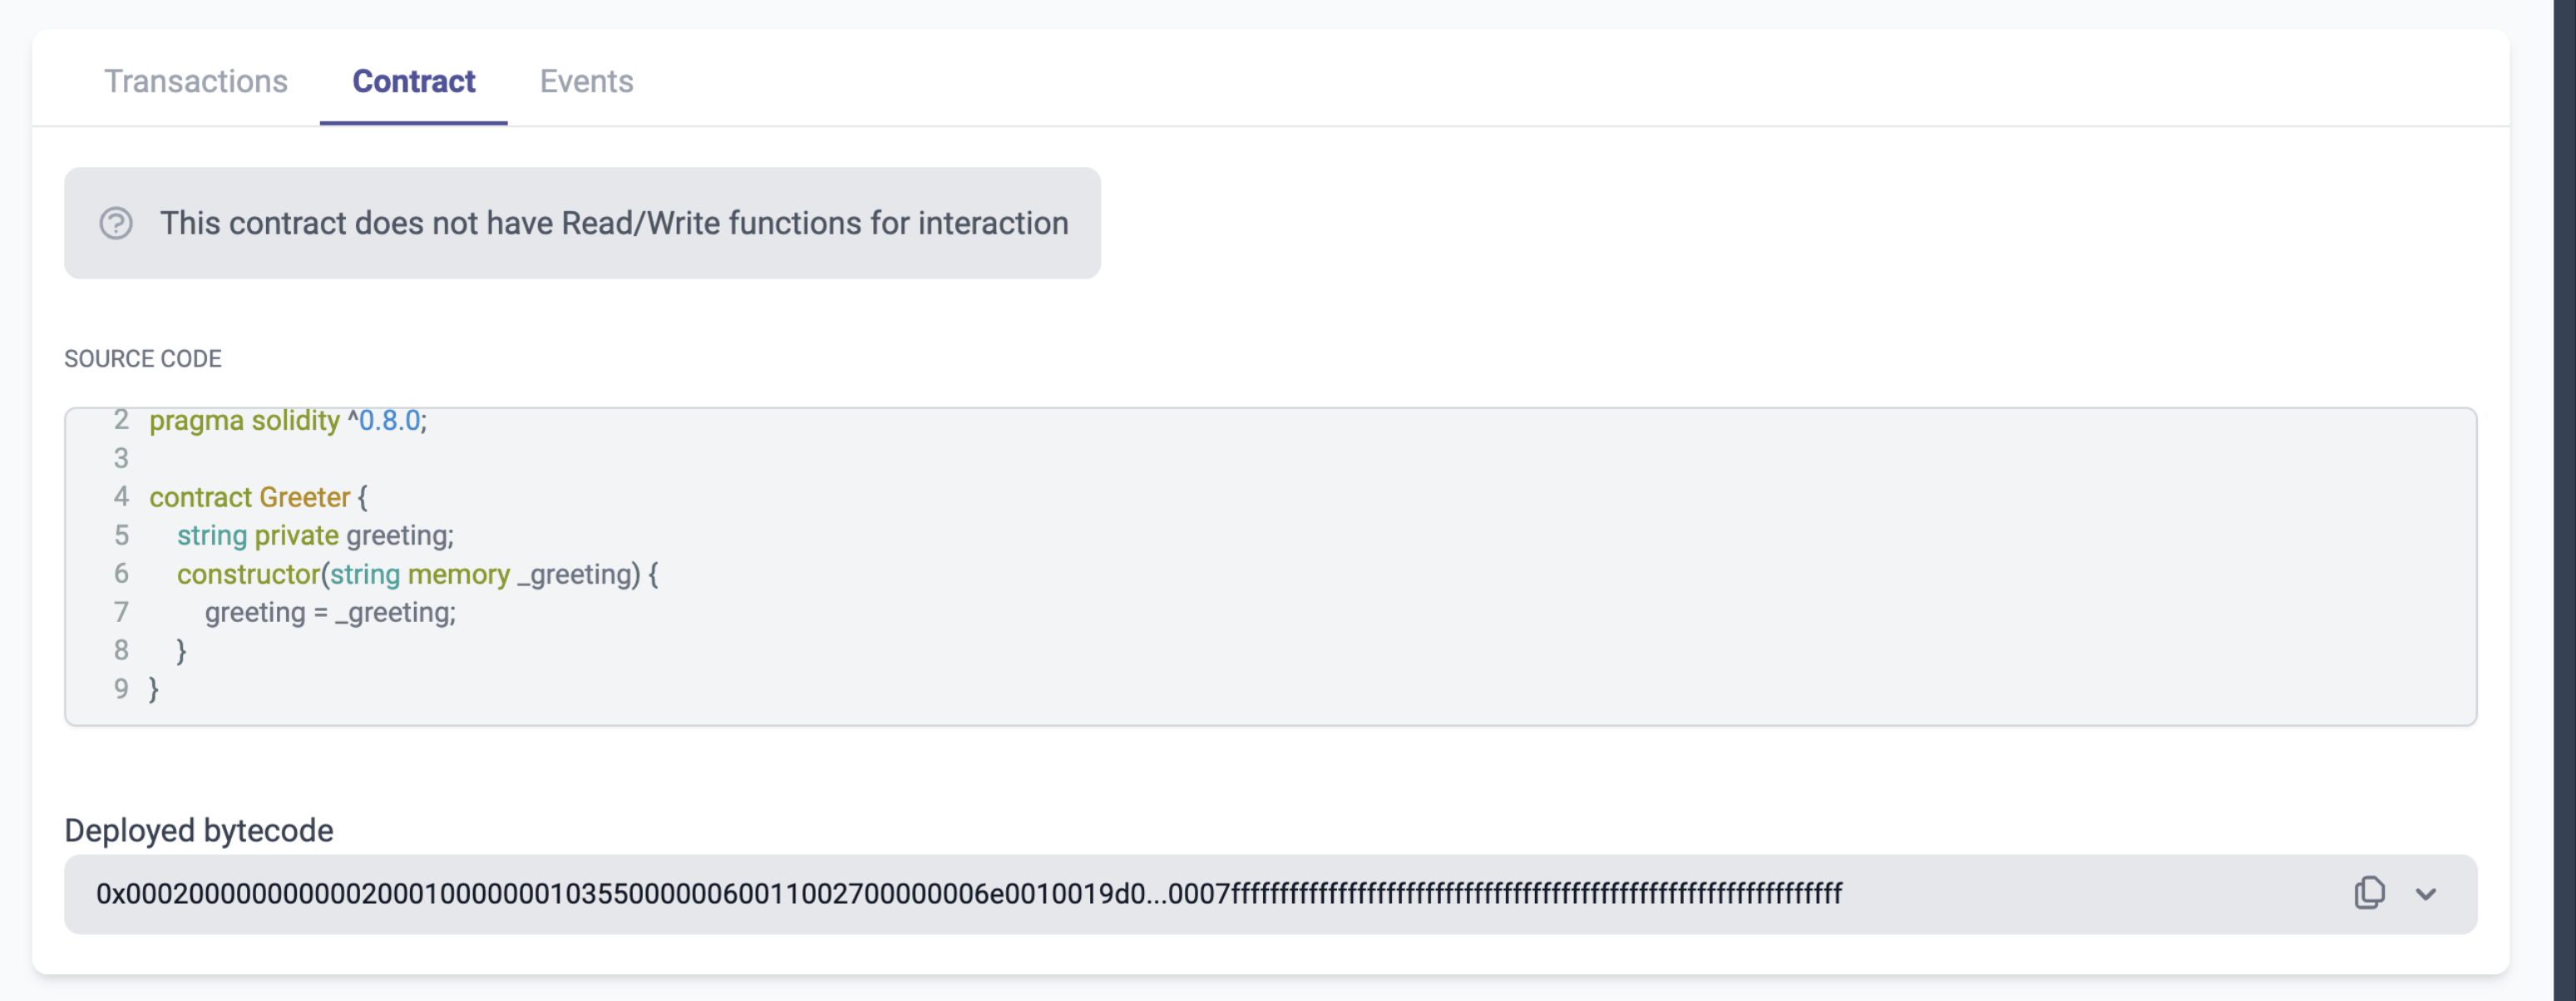 Transactions Contract Events
This contract does not have Read/Write functions for interaction
SOURCE CODE
2 pragma solidity ^0.8.0;
3
4 contract Greeter {
5 string private greeting;
6 constructor(string memory _greeting) {
7 greeting = _greeting;
8 }
9 }
Deployed bytecode
0x0002000000000002000100000001035500000060011002700000006e0010019d0...0007ffffffffffffffffffffffffffffffffffffffffffffffffffffffffffffff